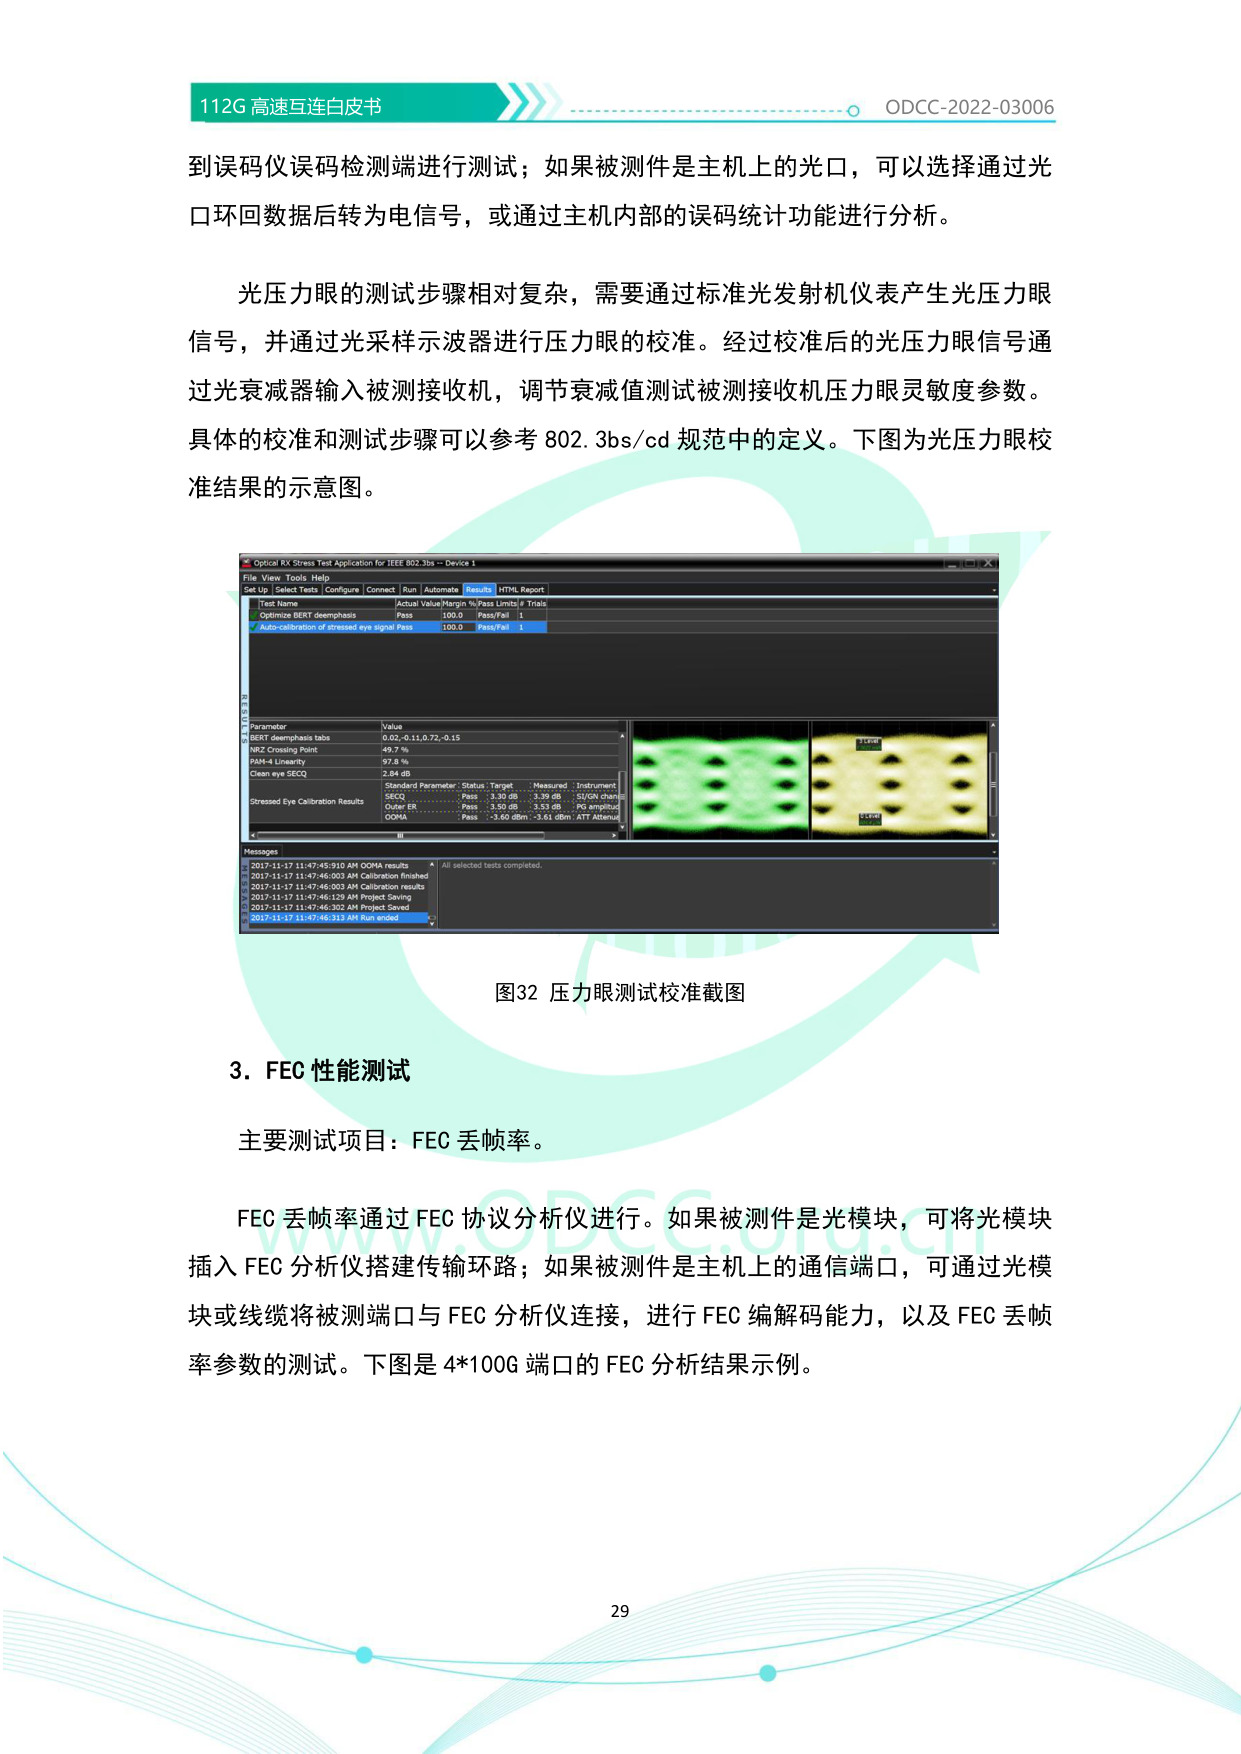 112G 高速互连白皮书
ODCC-2022-03006
到误码仪误码检测端进行测试；如果被测件是主机上的光口，可以选择通过光
口环回数据后转为电信号，或通过主机内部的误码统计功能进行分析。
光压力眼的测试步骤相对复杂，需要通过标准光发射机仪表产生光压力眼
信号，并通过光采样示波器进行压力眼的校准。经过校准后的光压力眼信号通
过光衰减器输入被测接收机，调节衰减值测试被测接收机压力眼灵敏度参数。
具体的校准和测试步骤可以参考 802.3bs/cd 规范中的定义。下图为光压力眼校
准结果的示意图。
Optical RX Stress Test Application for IEEE 802.3bs -- Device 1
File View Tools Help
Set Up Select Tests Configure Connect Run Automate Results HTML Report
Test Name Actual Value Margin % Pass Limits # Trials
Optimize BERT deemphasis Pass 100.0 Pass/Fail 1
Auto-calibration of stressed eye signal Pass 100.0 Pass/Fail 1
RESULTS
Parameter Value
BERT deemphasis tabs 0.02,-0.11,0.72,-0.15
NRZ Crossing Point 49.7 %
PAM-4 Linearity 97.8 %
Clean eye SECQ 2.84 dB
Stressed Eye Calibration Results
Standard Parameter Status Target Measured Instrument
SECQ Pass 3.30 dB 3.39 dB SI/GN chan
Outer ER Pass 3.50 dB 3.53 dB PG amplitud
OOMA Pass -3.60 dBm -3.61 dBm ATT Attenua
3 Level
0 Level
Messages
MESSAGES
2017-11-17 11:47:45:910 AM OOMA results
2017-11-17 11:47:46:003 AM Calibration finished
2017-11-17 11:47:46:003 AM Calibration results
2017-11-17 11:47:46:129 AM Project Saving
2017-11-17 11:47:46:302 AM Project Saved
2017-11-17 11:47:46:313 AM Run ended
All selected tests completed.
图32 压力眼测试校准截图
3. FEC 性能测试
主要测试项目：FEC 丢帧率。
www.ODCC.org.cn
FEC 丢帧率通过 FEC 协议分析仪进行。如果被测件是光模块，可将光模块
插入 FEC 分析仪搭建传输环路；如果被测件是主机上的通信端口，可通过光模
块或线缆将被测端口与 FEC 分析仪连接，进行 FEC 编解码能力，以及 FEC 丢帧
率参数的测试。下图是 4*100G 端口的 FEC 分析结果示例。
29